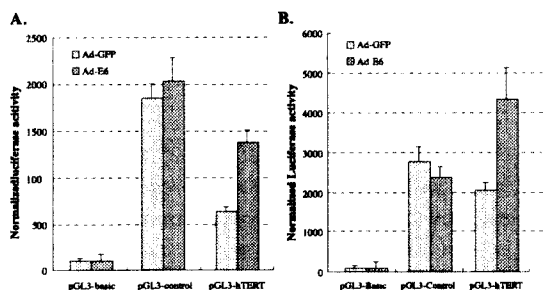 A.
Normalizedluciferase activity
2500
2000
1500
100
500
0
Ad-GFP
Ad-E6
pGL3-basic pGL3-control pGL3-hTERT
B.
Normalized Luciferase activity
6000
5000
4000
3000
2000
1000
0
Ad-GFP
Ad E6
pGL3-Basic pGL3-Control pGL3-hTERT